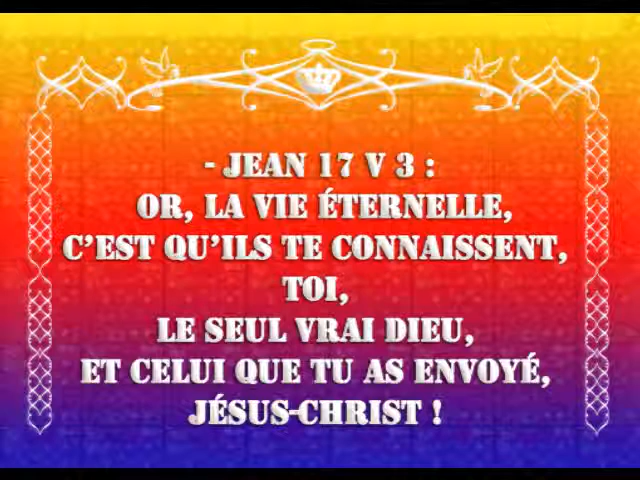 - JEAN 17 V 3 :
OR, LA VIE ÉTERNELLE,
C'EST QU'ILS TE CONNAISSENT,
TOI,
LE SEUL VRAI DIEU,
ET CELUI QUE TU AS ENVOYÉ,
JÉSUS-CHRIST !